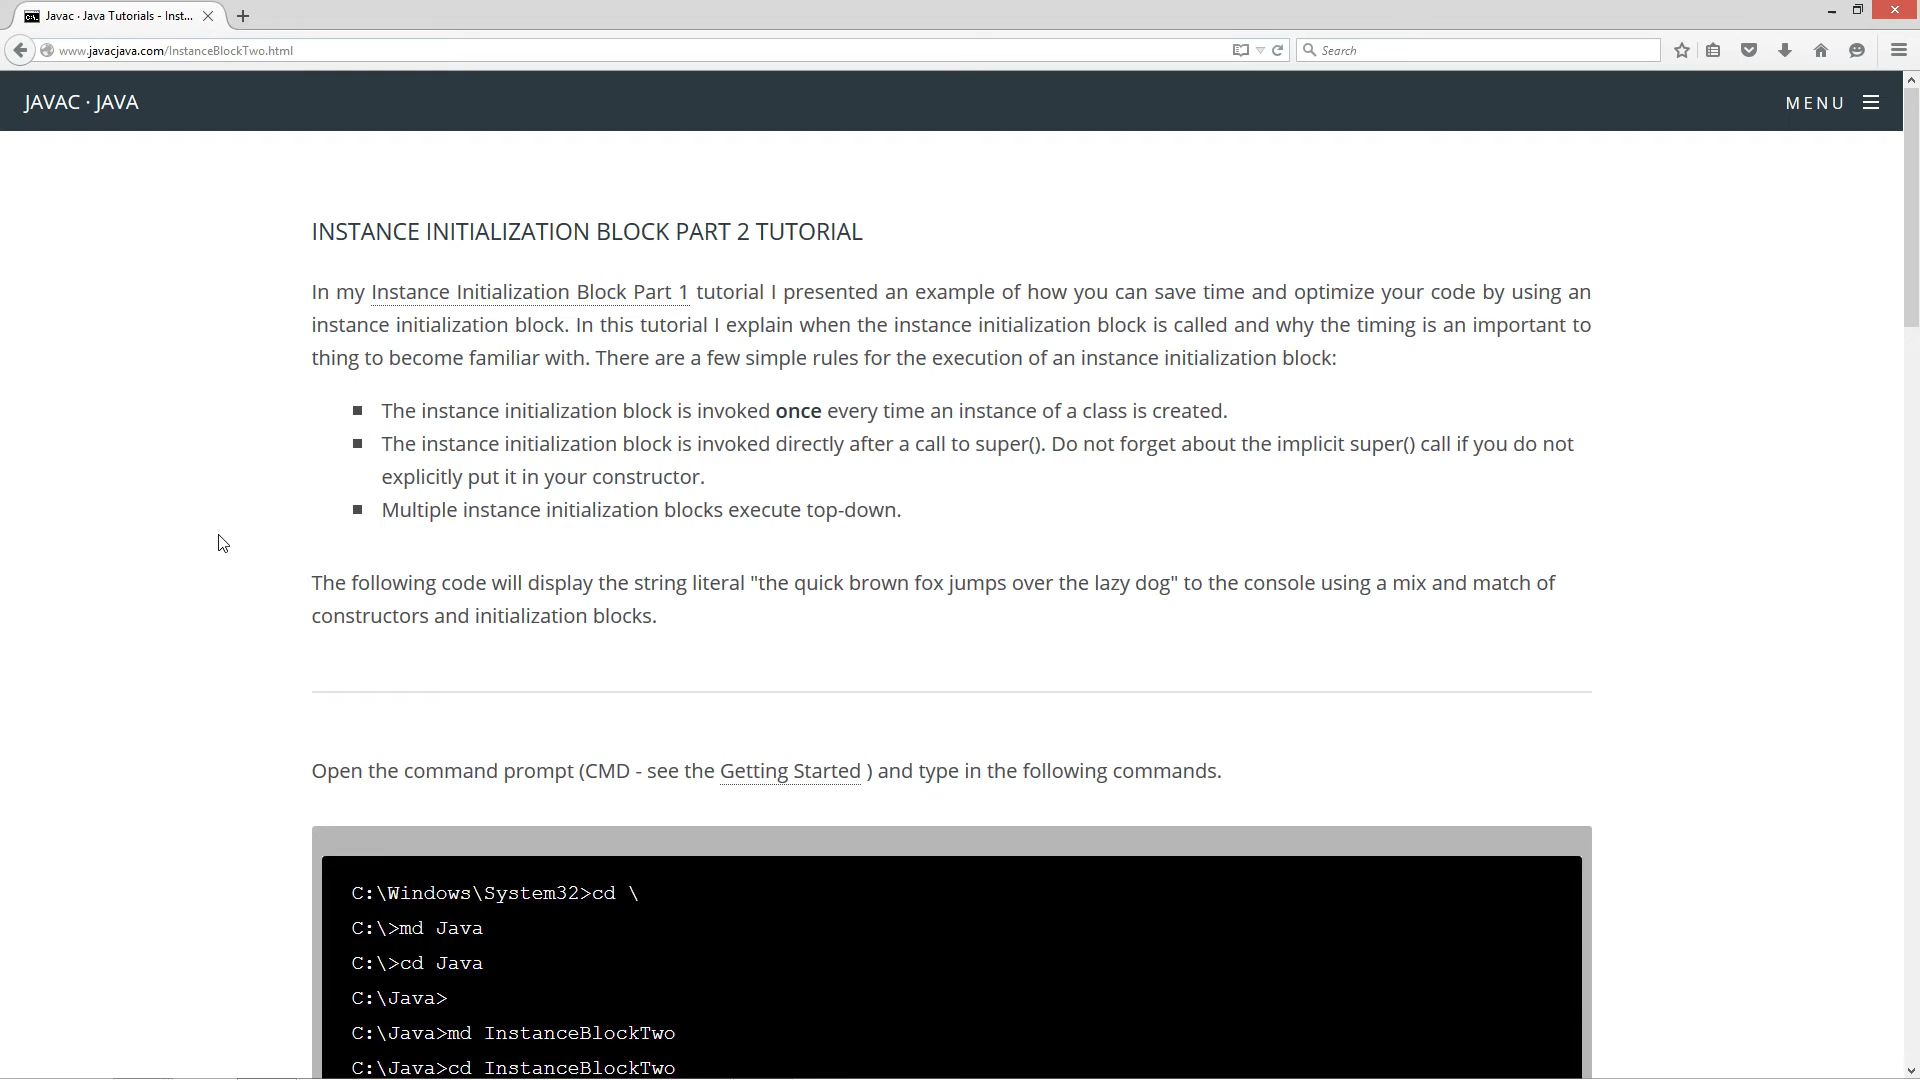 Javac · Java Tutorials - Inst...
www.javacjava.com/InstanceBlockTwo.html
Search
JAVAC · JAVA
MENU
INSTANCE INITIALIZATION BLOCK PART 2 TUTORIAL
In my Instance Initialization Block Part 1 tutorial I presented an example of how you can save time and optimize your code by using an
instance initialization block. In this tutorial I explain when the instance initialization block is called and why the timing is an important to
thing to become familiar with. There are a few simple rules for the execution of an instance initialization block:
The instance initialization block is invoked once every time an instance of a class is created.
The instance initialization block is invoked directly after a call to super(). Do not forget about the implicit super() call if you do not
explicitly put it in your constructor.
Multiple instance initialization blocks execute top-down.
The following code will display the string literal "the quick brown fox jumps over the lazy dog" to the console using a mix and match of
constructors and initialization blocks.
Open the command prompt (CMD - see the Getting Started ) and type in the following commands.
C:\Windows\System32>cd \
C:\>md Java
C:\>cd Java
C:\Java>
C:\Java>md InstanceBlockTwo
C:\Java>cd InstanceBlockTwo